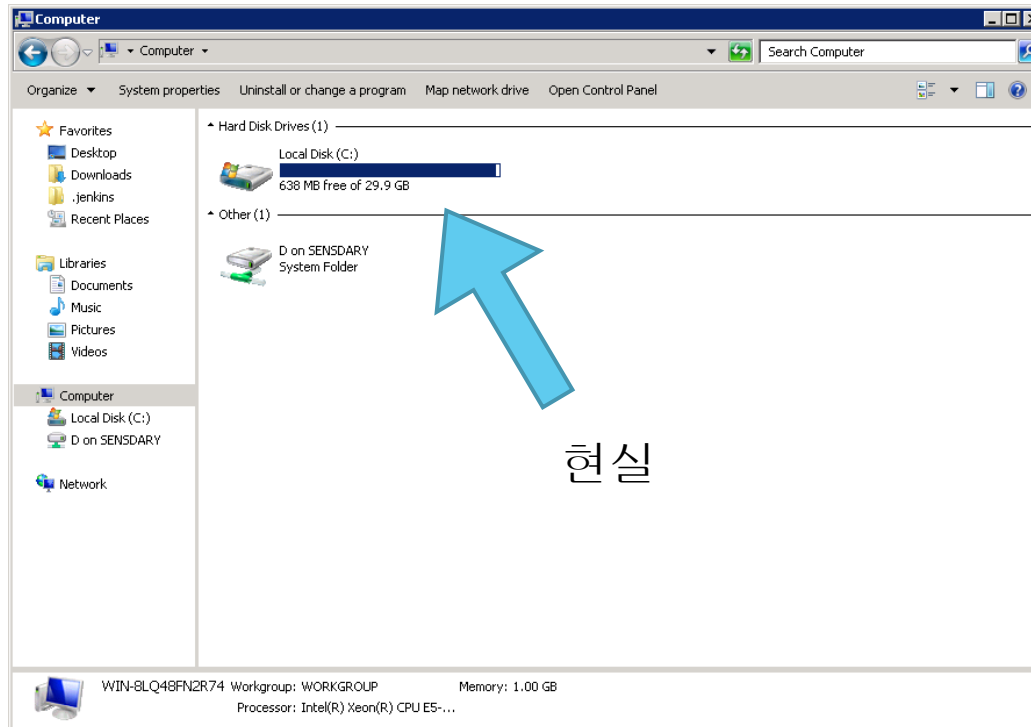 Computer
Computer
Search Computer
Organize System properties Uninstall or change a program Map network drive Open Control Panel
Favorites
Desktop
Downloads
.jenkins
Recent Places
Libraries
Documents
Music
Pictures
Videos
Computer
Local Disk (C:)
D on SENSDARY
Network
Hard Disk Drives (1)
Local Disk (C:)
638 MB free of 29.9 GB
Other (1)
D on SENSDARY
System Folder
현실
WIN-8LQ48FN2R74 Workgroup: WORKGROUP Memory: 1.00 GB
Processor: Intel(R) Xeon(R) CPU E5-...